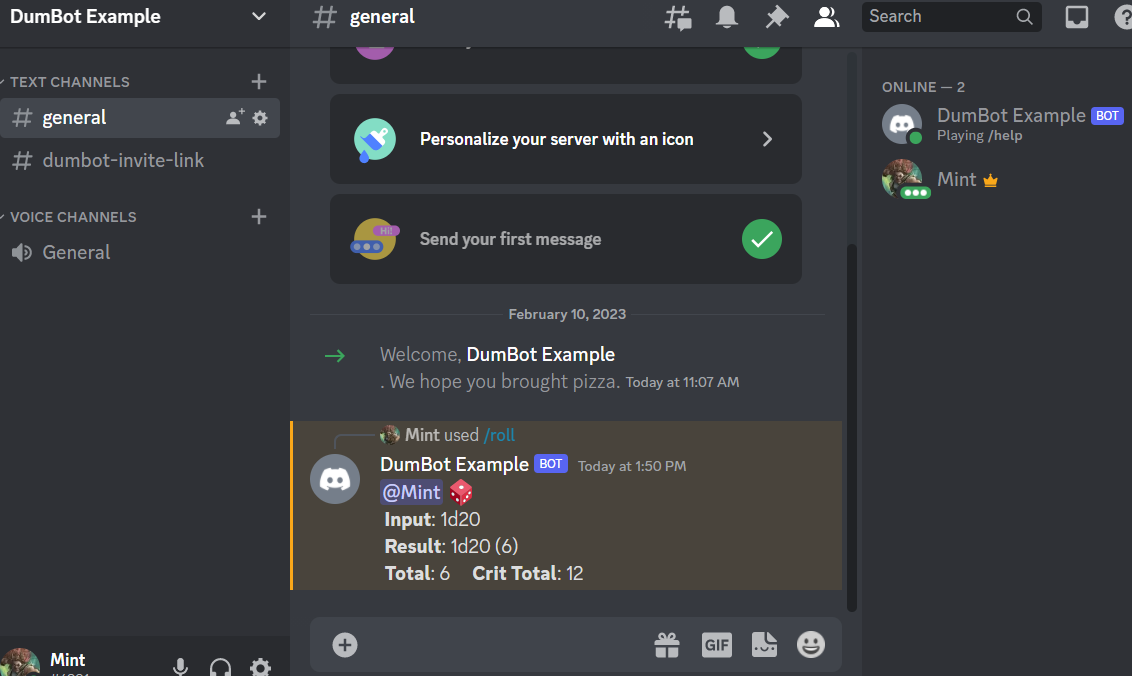 DumBot Example
TEXT CHANNELS
general
dumbot-invite-link
VOICE CHANNELS
General
Mint
general
Search
Personalize your server with an icon
Hi!
Send your first message
February 10, 2023
Welcome, DumBot Example
. We hope you brought pizza. Today at 11:07 AM
Mint used /roll
DumBot Example BOT Today at 1:50 PM
@Mint
Input: 1d20
Result: 1d20 (6)
Total: 6 Crit Total: 12
GIF
ONLINE — 2
DumBot Example BOT
Playing /help
Mint